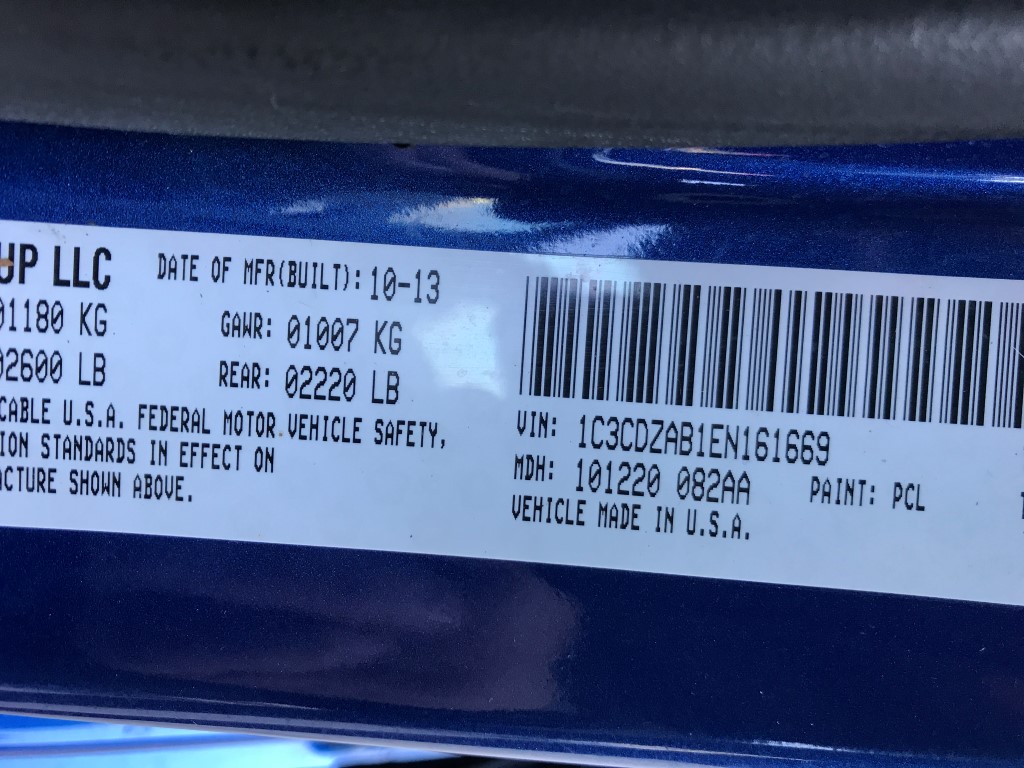 UP LLC
DATE OF MFR(BUILT): 10-13
01180 KG
GAWR: 01007 KG
02600 LB
REAR: 02220 LB
CABLE U.S.A. FEDERAL MOTOR VEHICLE SAFETY,
ION STANDARDS IN EFFECT ON
ACTURE SHOWN ABOVE.
VIN: 1C3CDZAB1EN161669
MDH: 101220 082AA PAINT: PCL
VEHICLE MADE IN U.S.A.